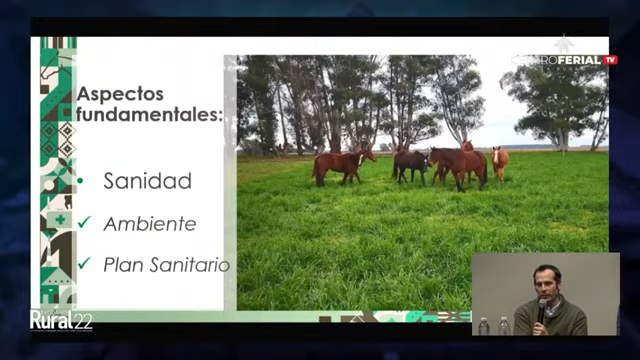 CENTROFERIAL TV
Aspectos
fundamentales:
• Sanidad
✓ Ambiente
✓ Plan Sanitario
Rural22